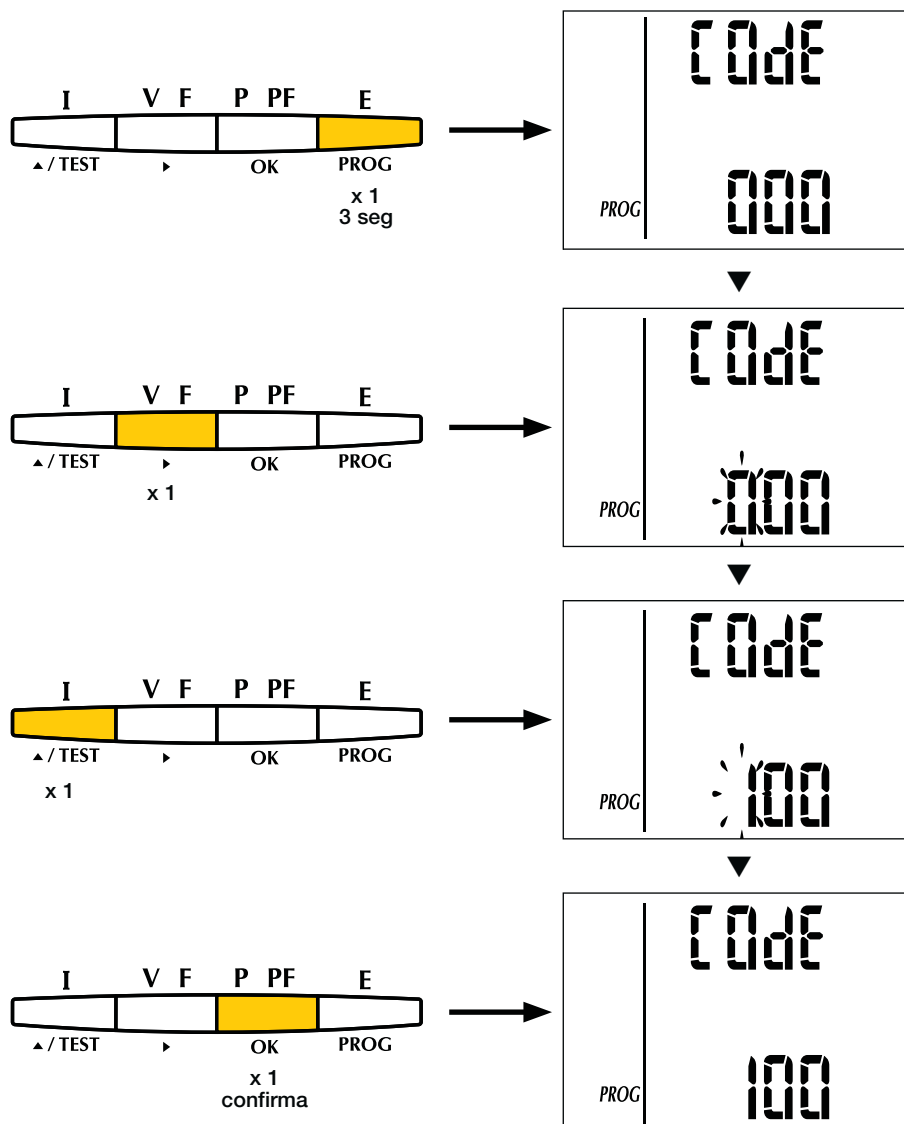 I V F P PF E
▲ / TEST ▶ OK PROG
x 1
3 seg
COdE
PROG 000
I V F P PF E
▲ / TEST ▶ OK PROG
x 1
COdE
PROG 000
I V F P PF E
▲ / TEST ▶ OK PROG
x 1
COdE
PROG 100
I V F P PF E
▲ / TEST ▶ OK PROG
x 1
confirma
COdE
PROG 100